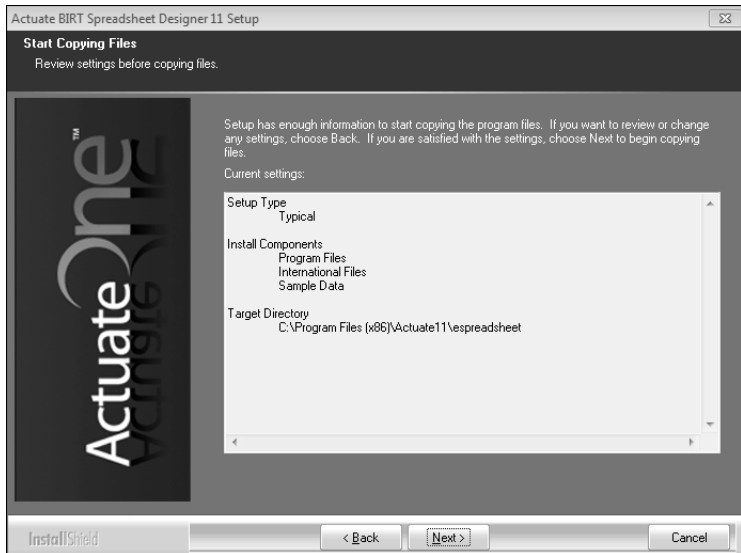 Actuate BIRT Spreadsheet Designer 11 Setup
Start Copying Files
Review settings before copying files.
ActuateOne™
Setup has enough information to start copying the program files. If you want to review or change
any settings, choose Back. If you are satisfied with the settings, choose Next to begin copying
files.
Current settings:
Setup Type
Typical
Install Components
Program Files
International Files
Sample Data
Target Directory
C:\Program Files (x86)\Actuate11\espreadsheet
InstallShield
< Back
Next >
Cancel